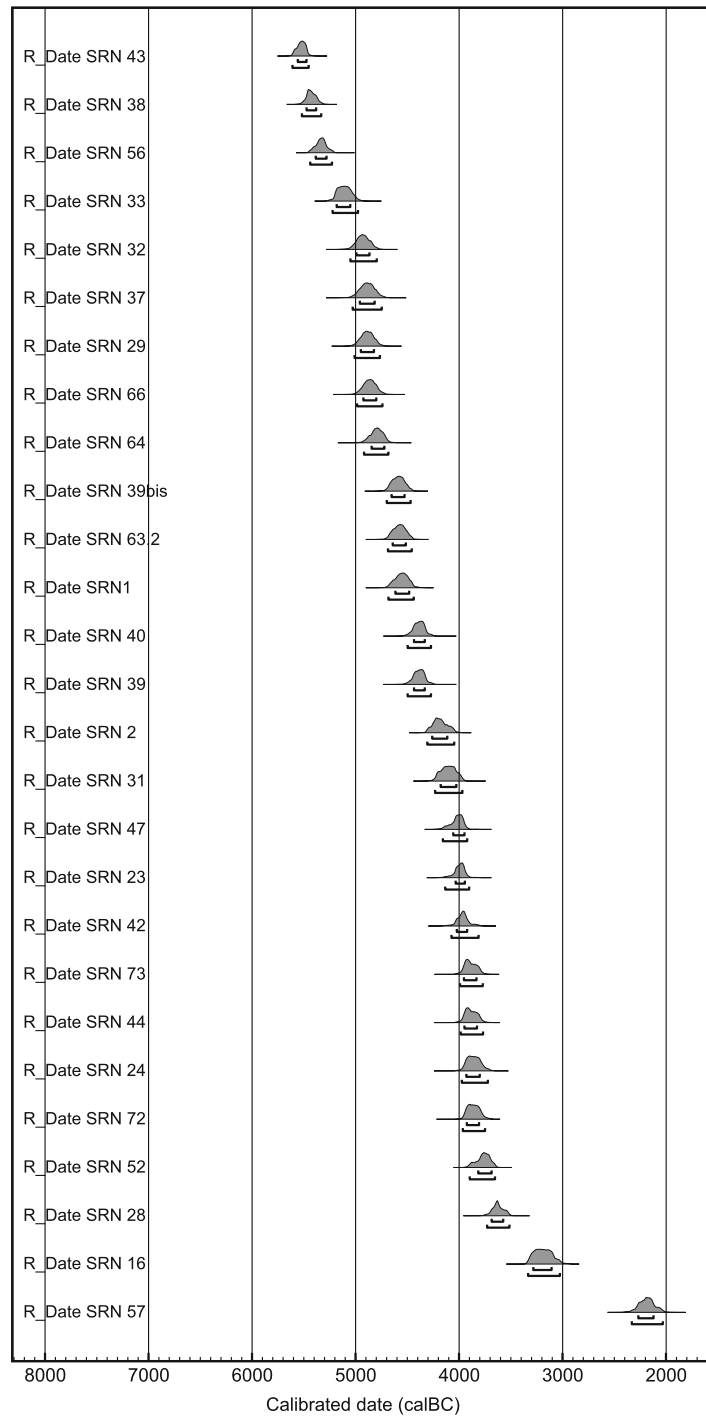 R_Date SRN 43
R_Date SRN 38
R_Date SRN 56
R_Date SRN 33
R_Date SRN 32
R_Date SRN 37
R_Date SRN 29
R_Date SRN 66
R_Date SRN 64
R_Date SRN 39bis
R_Date SRN 63.2
R_Date SRN1
R_Date SRN 40
R_Date SRN 39
R_Date SRN 2
R_Date SRN 31
R_Date SRN 47
R_Date SRN 23
R_Date SRN 42
R_Date SRN 73
R_Date SRN 44
R_Date SRN 24
R_Date SRN 72
R_Date SRN 52
R_Date SRN 28
R_Date SRN 16
R_Date SRN 57
8000 7000 6000 5000 4000 3000 2000
Calibrated date (calBC)